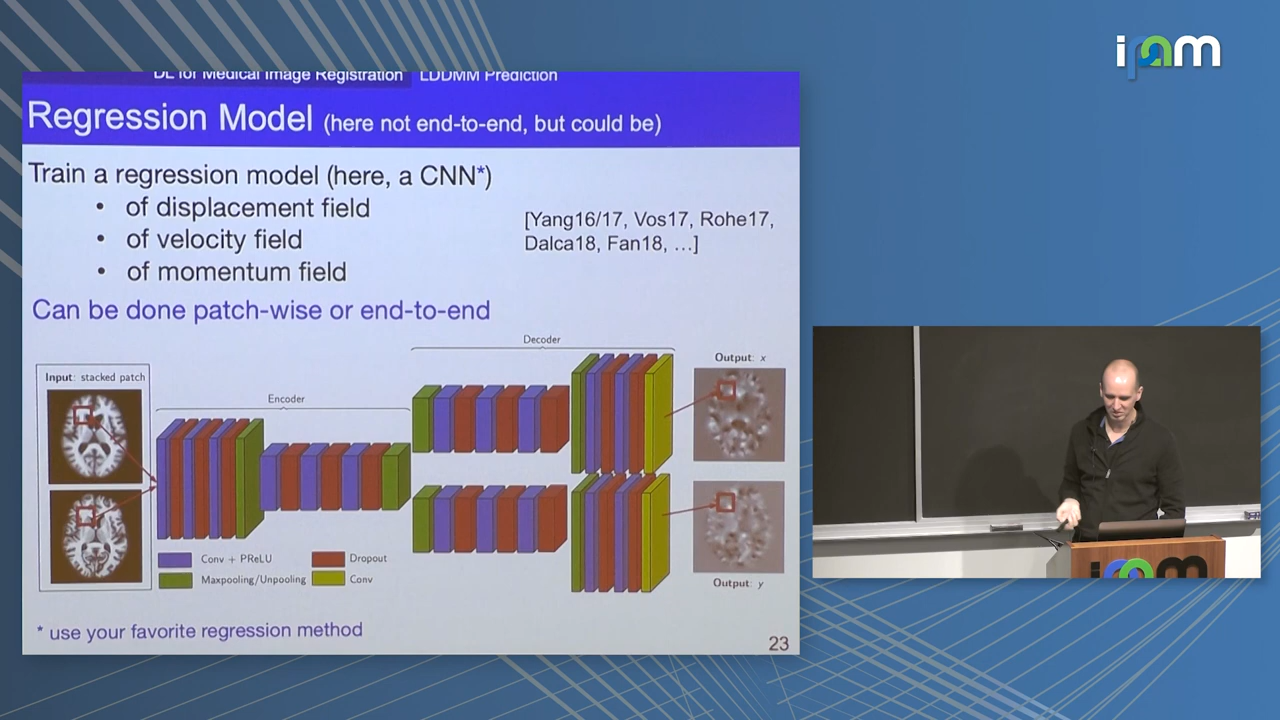 ipam
DL for Medical Image Registration LDDMM Prediction
Regression Model (here not end-to-end, but could be)
Train a regression model (here, a CNN*)
• of displacement field
• of velocity field
• of momentum field
[Yang16/17, Vos17, Rohe17,
Dalca18, Fan18, …]
Can be done patch-wise or end-to-end
Input: stacked patch
Encoder
Decoder
Output: x
Output: y
Conv + PReLU
Dropout
Maxpooling/Unpooling
Conv
* use your favorite regression method
23
ipam